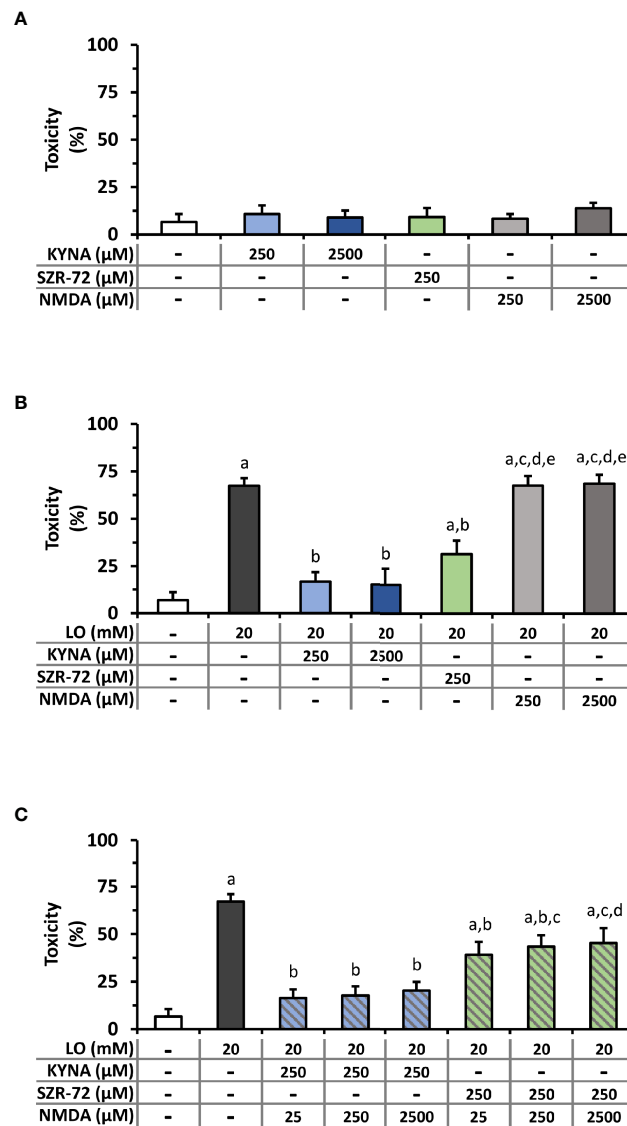 A
100
75
50
25
0
Toxicity
(%)
KYNA (µM) - 250 2500 - - -
SZR-72 (µM) - - - 250 - -
NMDA (µM) - - - - 250 2500
B
100
75
50
25
0
Toxicity
(%)
a b b a,b a,c,d,e a,c,d,e
LO (mM) - 20 20 20 20 20 20
KYNA (µM) - - 250 2500 - - -
SZR-72 (µM) - - - - 250 - -
NMDA (µM) - - - - - 250 2500
C
100
75
50
25
0
Toxicity
(%)
a b b b a,b a,b,c a,c,d
LO (mM) - 20 20 20 20 20 20 20
KYNA (µM) - - 250 250 250 - - -
SZR-72 (µM) - - - - - 250 250 250
NMDA (µM) - - 25 250 2500 25 250 2500